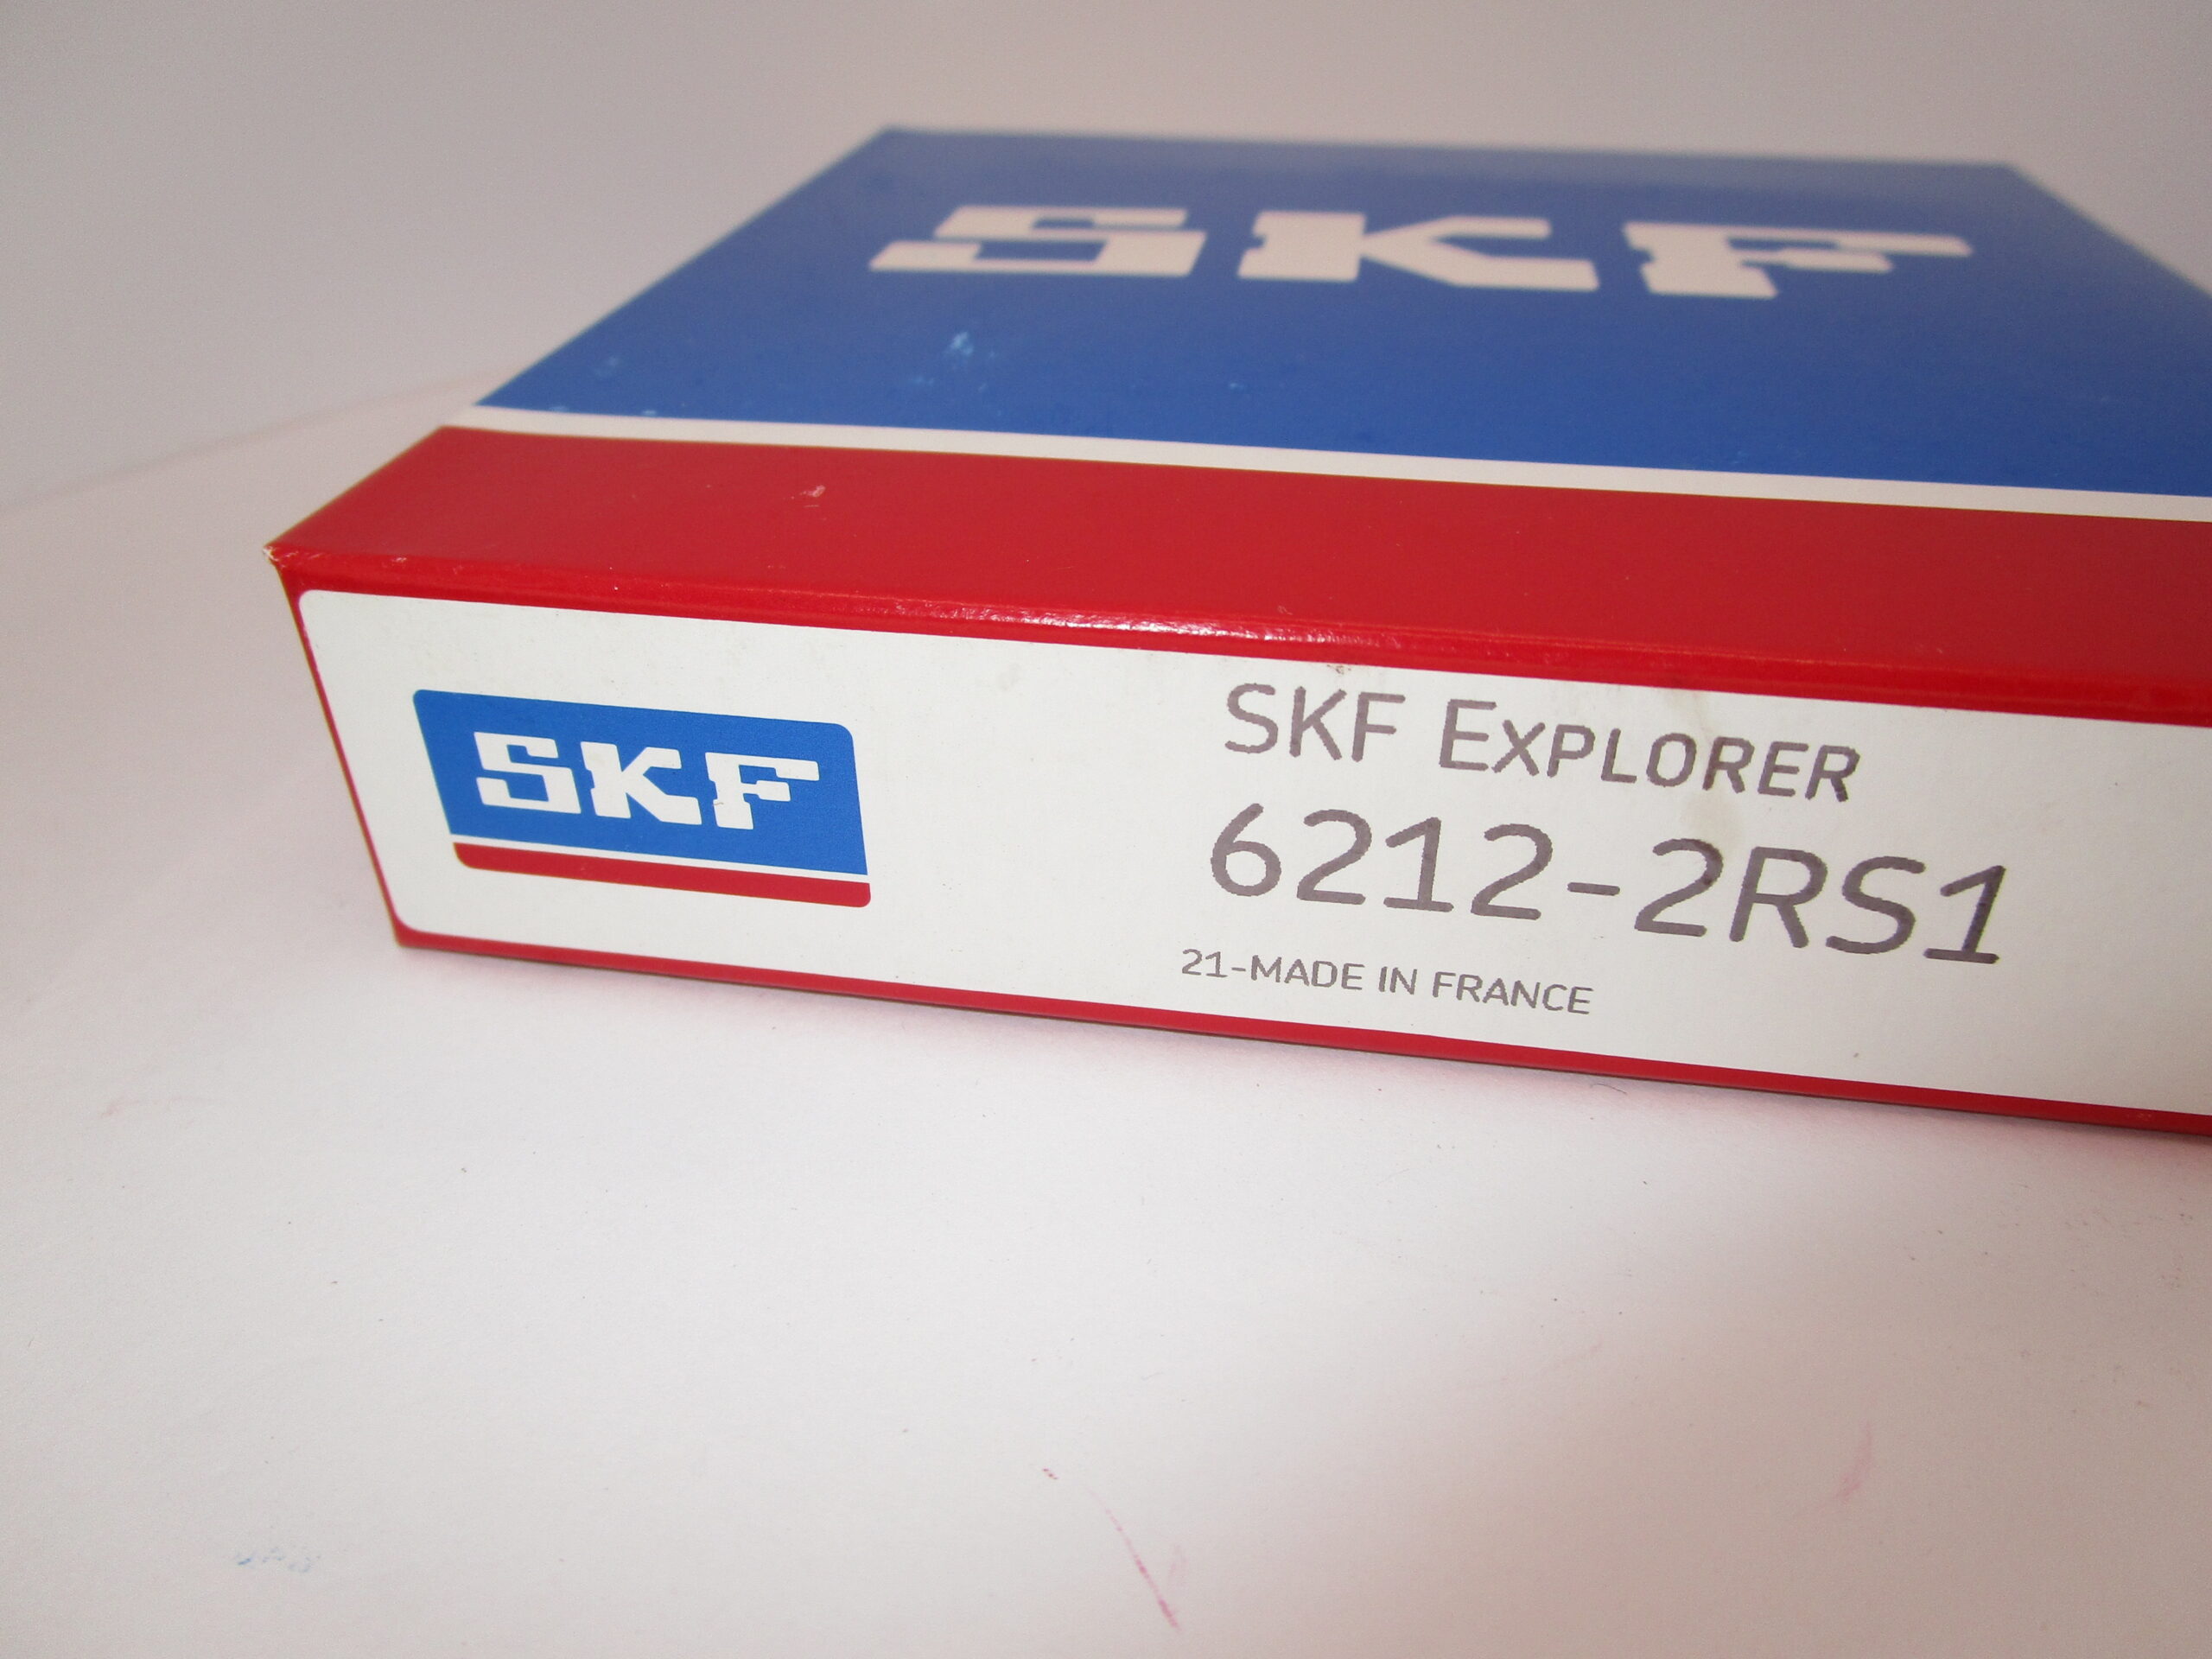 SKF
SKF
SKF EXPLORER
6212-2RS1
21-MADE IN FRANCE